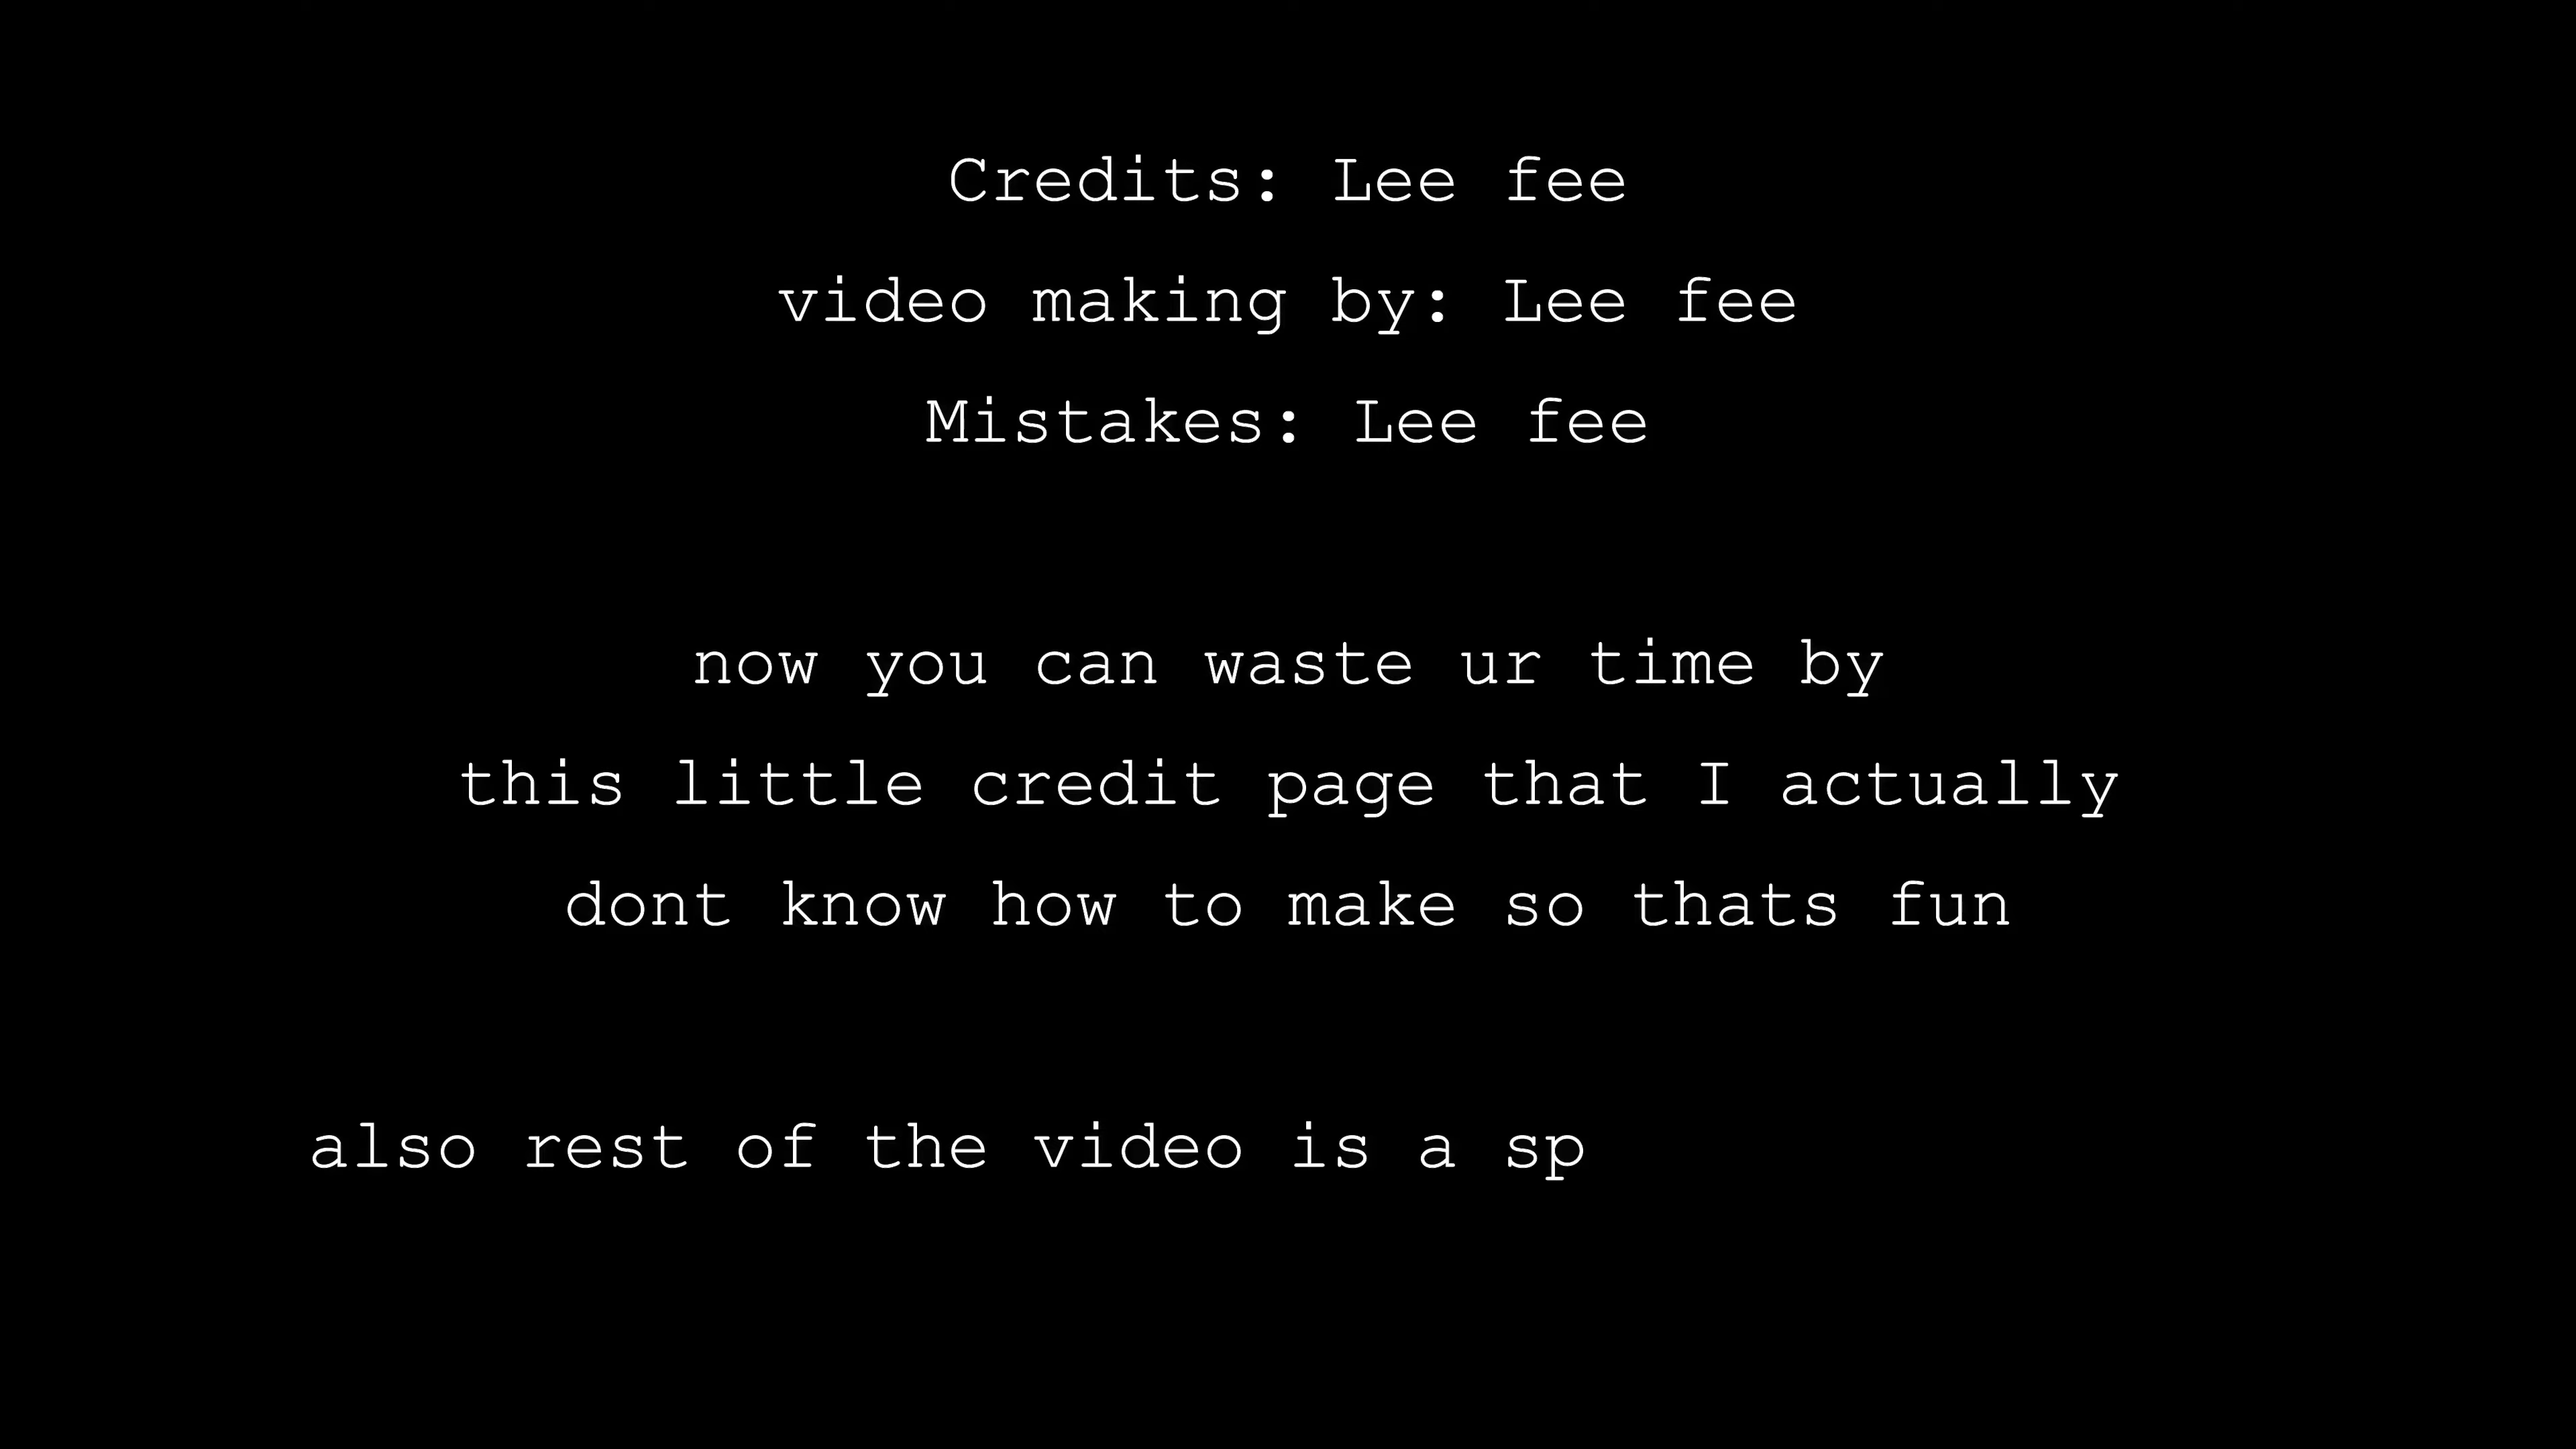 Credits: Lee fee
video making by: Lee fee
Mistakes: Lee fee
now you can waste ur time by
this little credit page that I actually
dont know how to make so thats fun
also rest of the video is a sp